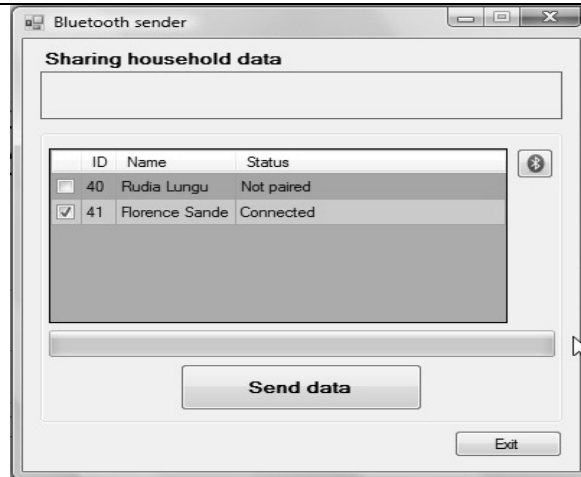 Bluetooth sender
Sharing household data
ID Name Status
40 Rudia Lungu Not paired
41 Florence Sande Connected
Send data
Exit